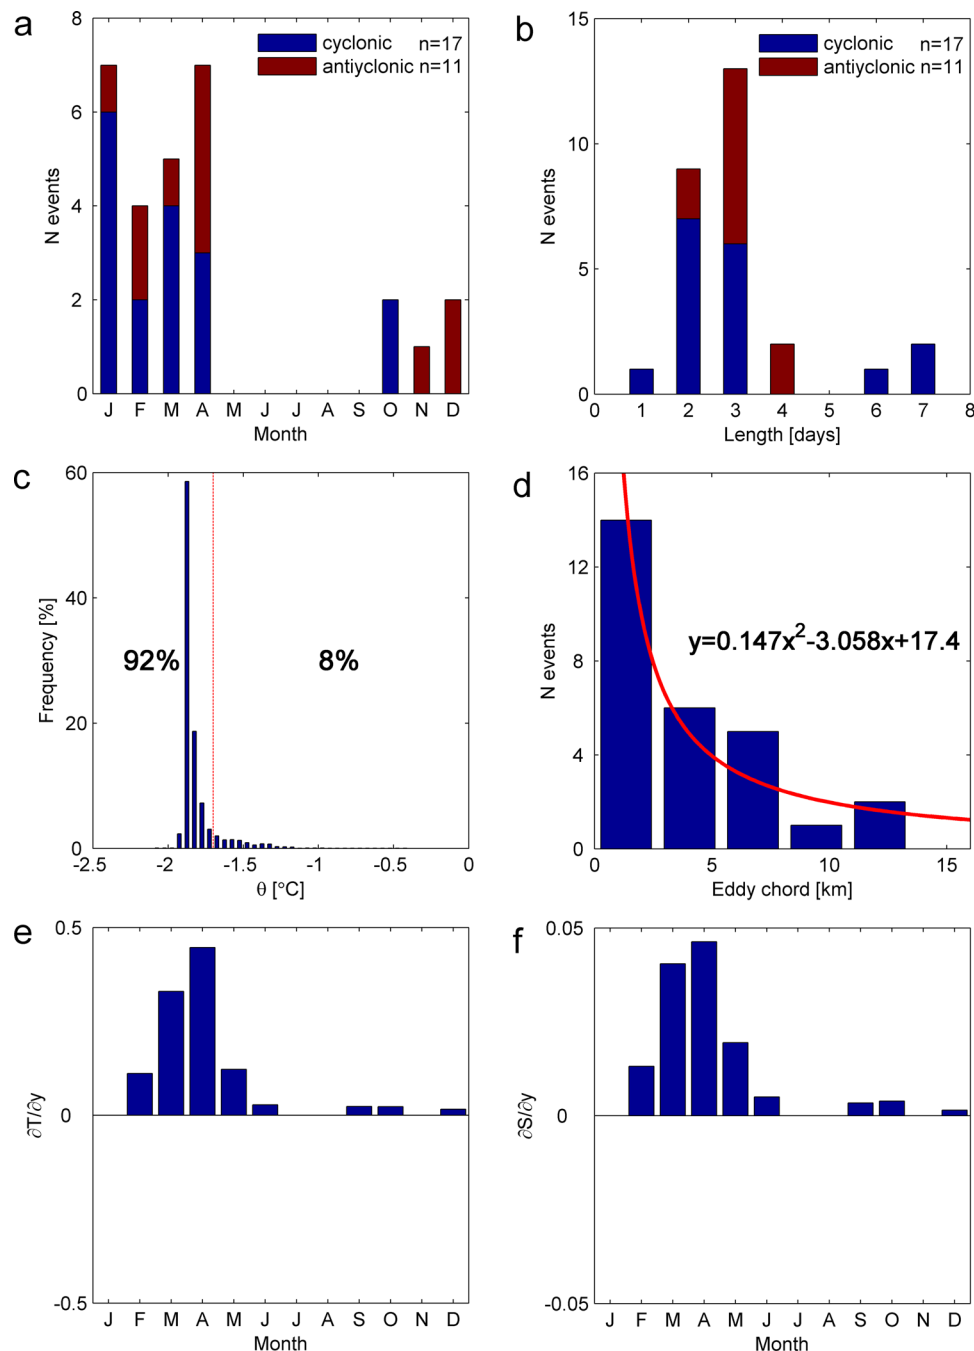 a
8
6
4
2
0
N events
cyclonic n=17
antiyclonic n=11
J F M A M J J A S O N D
Month
b
15
10
5
0
N events
cyclonic n=17
antiyclonic n=11
0 1 2 3 4 5 6 7 8
Length [days]
c
60
40
20
0
Frequency [%]
92%
8%
-2.5 -2 -1.5 -1 -0.5 0
θ [°C]
d
16
12
8
4
0
N events
y=0.147x²-3.058x+17.4
0 5 10 15
Eddy chord [km]
e
0.5
0
-0.5
∂T/∂y
J F M A M J J A S O N D
Month
f
0.05
0
-0.05
∂S/∂y
J F M A M J J A S O N D
Month